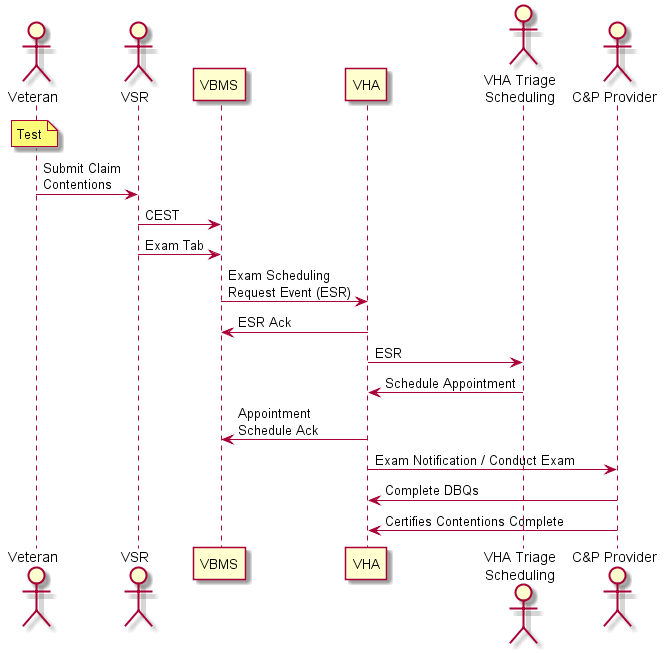 Veteran
VSR
VBMS
VHA
VHA Triage
Scheduling
C&P Provider
Test
Submit Claim
Contentions
CEST
Exam Tab
Exam Scheduling
Request Event (ESR)
ESR Ack
ESR
Schedule Appointment
Appointment
Schedule Ack
Exam Notification / Conduct Exam
Complete DBQs
Certifies Contentions Complete
Veteran
VSR
VBMS
VHA
VHA Triage
Scheduling
C&P Provider